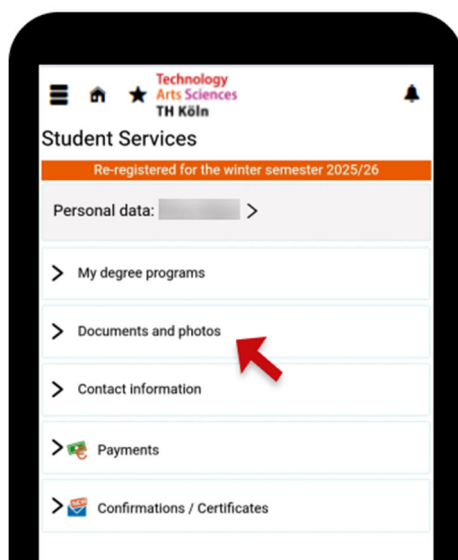 Technology
Arts Sciences
TH Köln
Student Services
Re-registered for the winter semester 2025/26
Personal data:
My degree programs
Documents and photos
Contact information
Payments
Confirmations / Certificates